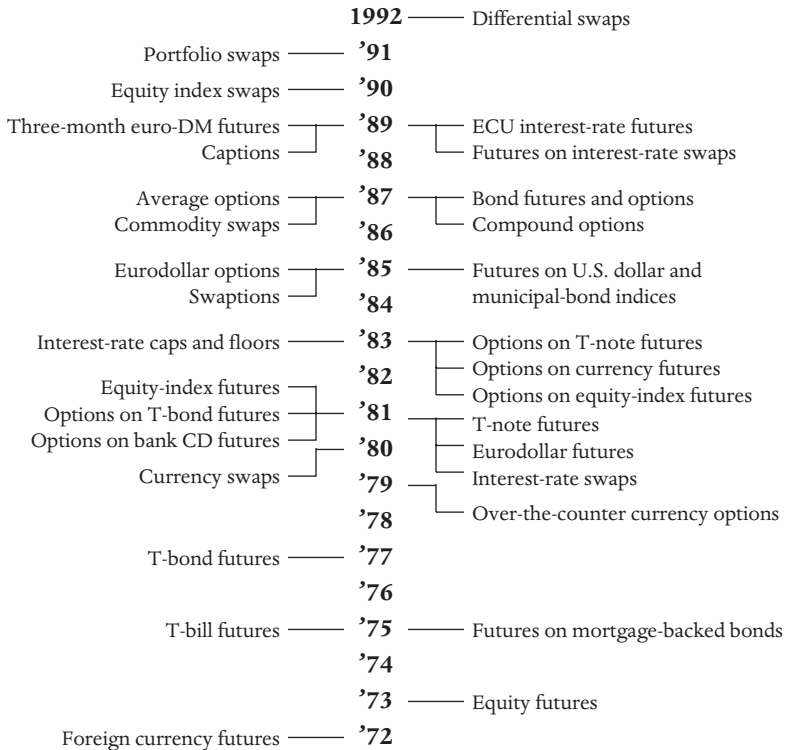 1992 Differential swaps
Portfolio swaps ’91
Equity index swaps ’90
Three-month euro-DM futures ’89 ECU interest-rate futures
Captions Futures on interest-rate swaps
’88
Average options ’87 Bond futures and options
Commodity swaps Compound options
’86
Eurodollar options ’85 Futures on U.S. dollar and
Swaptions municipal-bond indices
’84
Interest-rate caps and floors ’83 Options on T-note futures
Options on currency futures
’82
Equity-index futures Options on equity-index futures
Options on T-bond futures ’81 T-note futures
Options on bank CD futures ’80 Eurodollar futures
Currency swaps Interest-rate swaps
’79
Over-the-counter currency options
’78
T-bond futures ’77
’76
T-bill futures ’75 Futures on mortgage-backed bonds
’74
’73 Equity futures
Foreign currency futures ’72